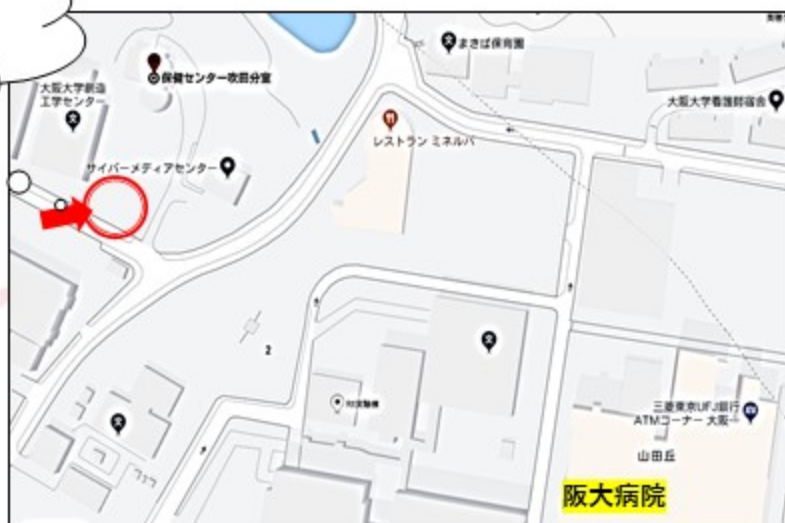 まきば保育園
保健センター吹田分室
大阪大学創造
工学センター
大阪大学看護師宿舎
レストラン ミネルバ
サイバーメディアセンター
2
三菱東京UFJ銀行
ATMコーナー 大阪
山田丘
阪大病院